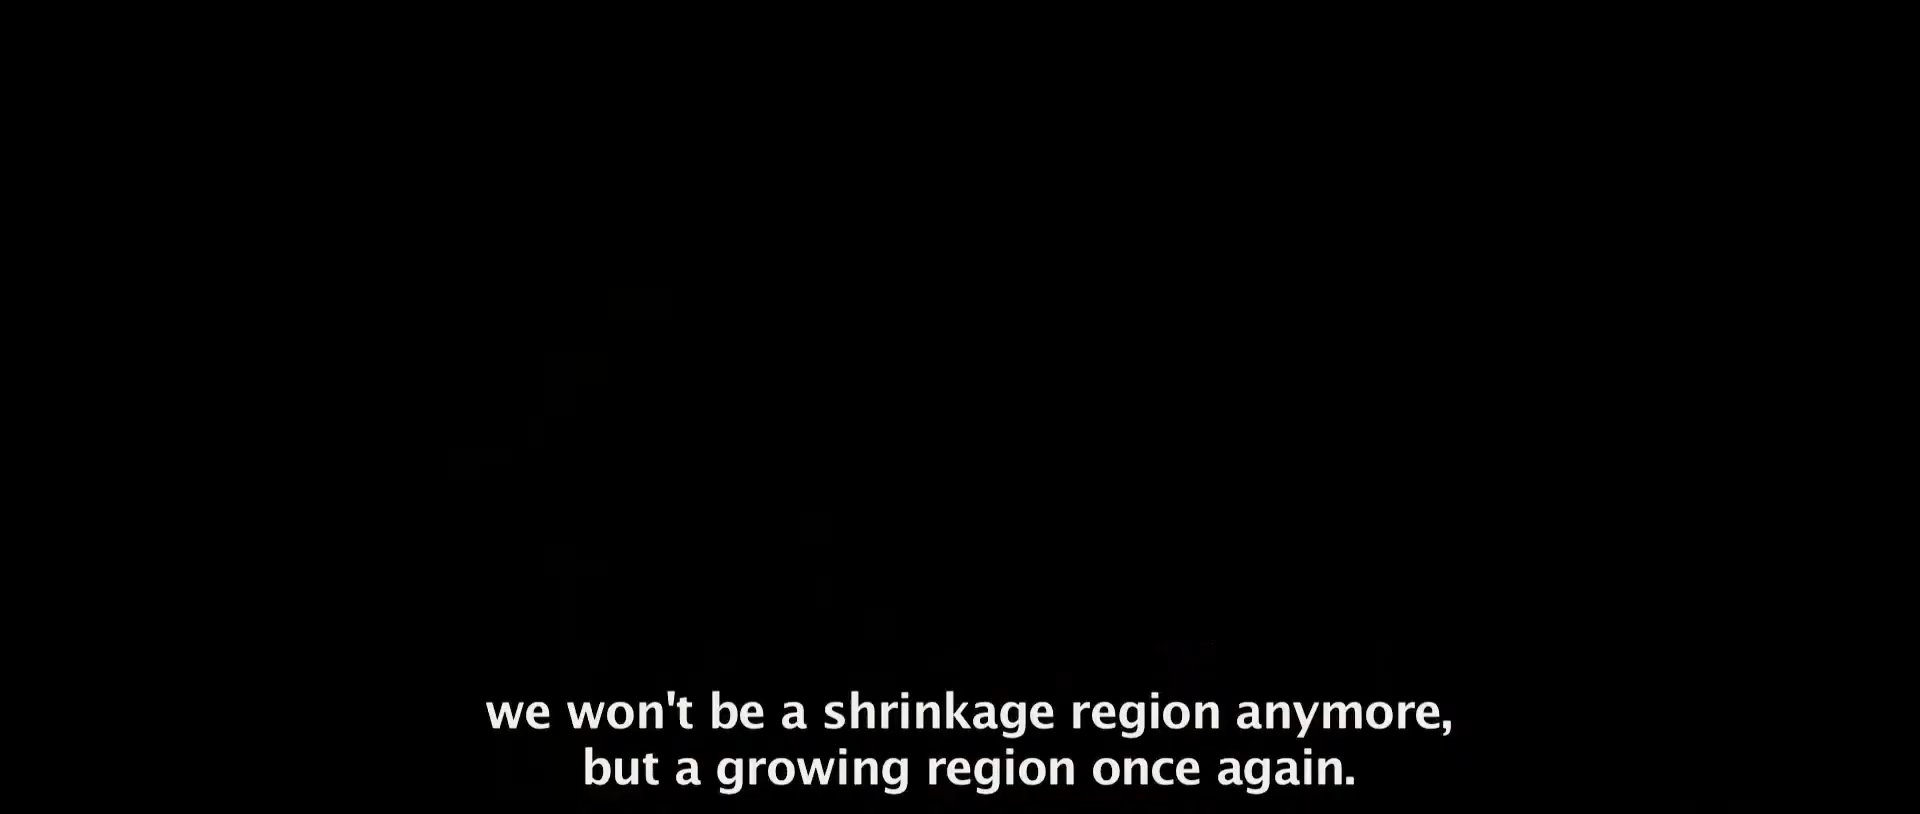 we won't be a shrinkage region anymore,
but a growing region once again.